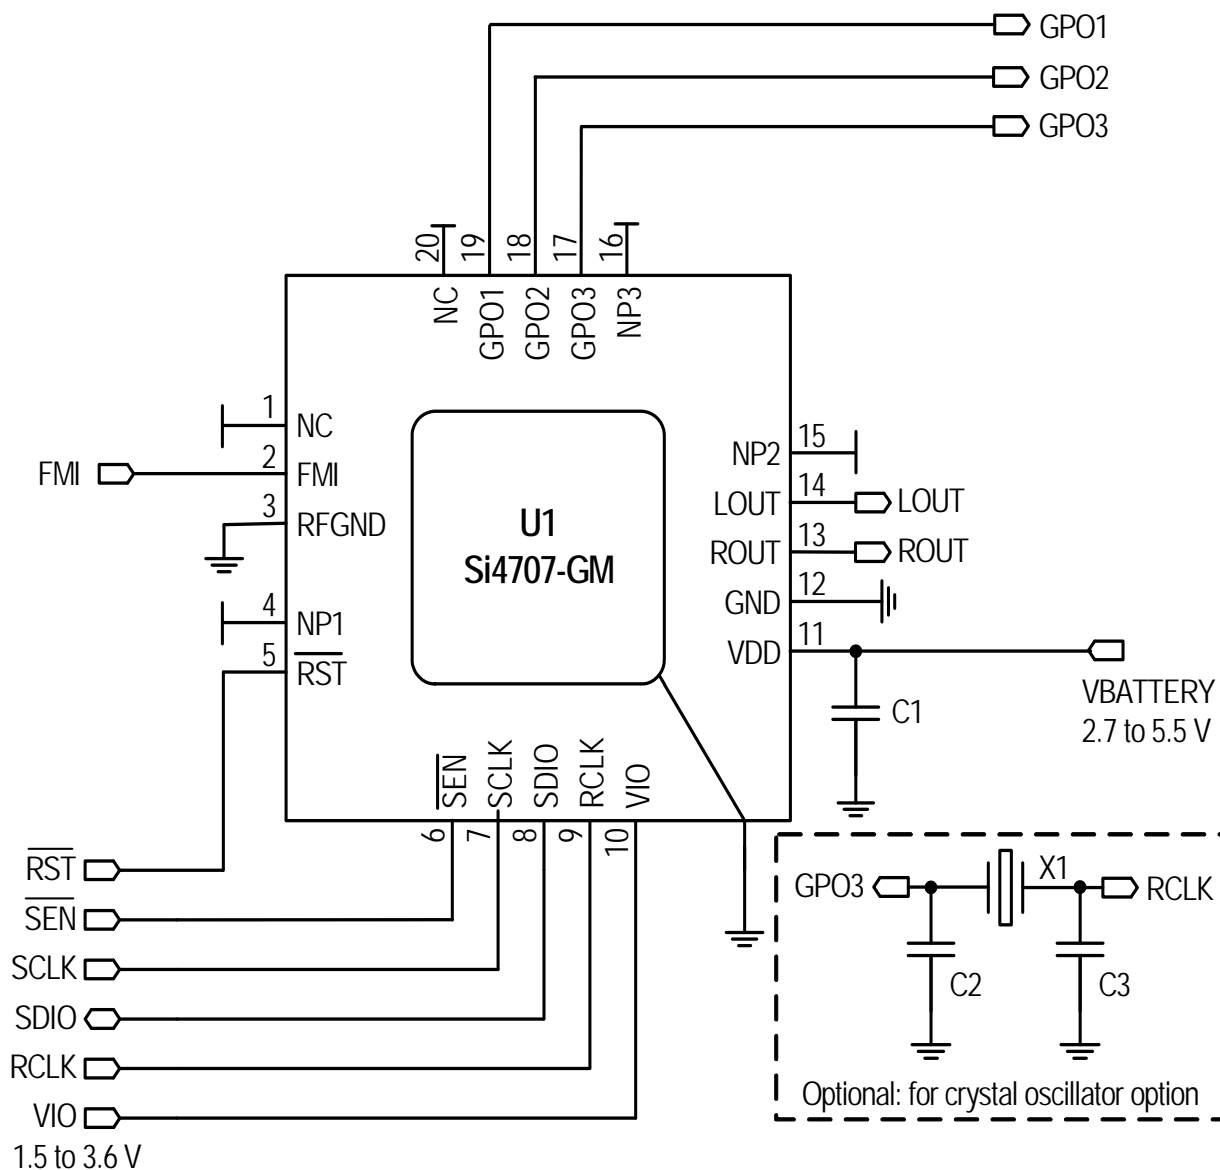 GPO1
GPO2
GPO3
20
19
18
17
16
NC
GPO1
GPO2
GPO3
NP3
1
NC
FMI
2
FMI
3
RFGND
4
NP1
5
RST
U1
Si4707-GM
NP2
15
LOUT
14
LOUT
ROUT
13
ROUT
GND
12
VDD
11
VBATTERY
2.7 to 5.5 V
C1
SEN
SCLK
SDIO
RCLK
VIO
6
7
8
9
10
RST
SEN
SCLK
SDIO
RCLK
VIO
1.5 to 3.6 V
GPO3
X1
RCLK
C2
C3
Optional: for crystal oscillator option